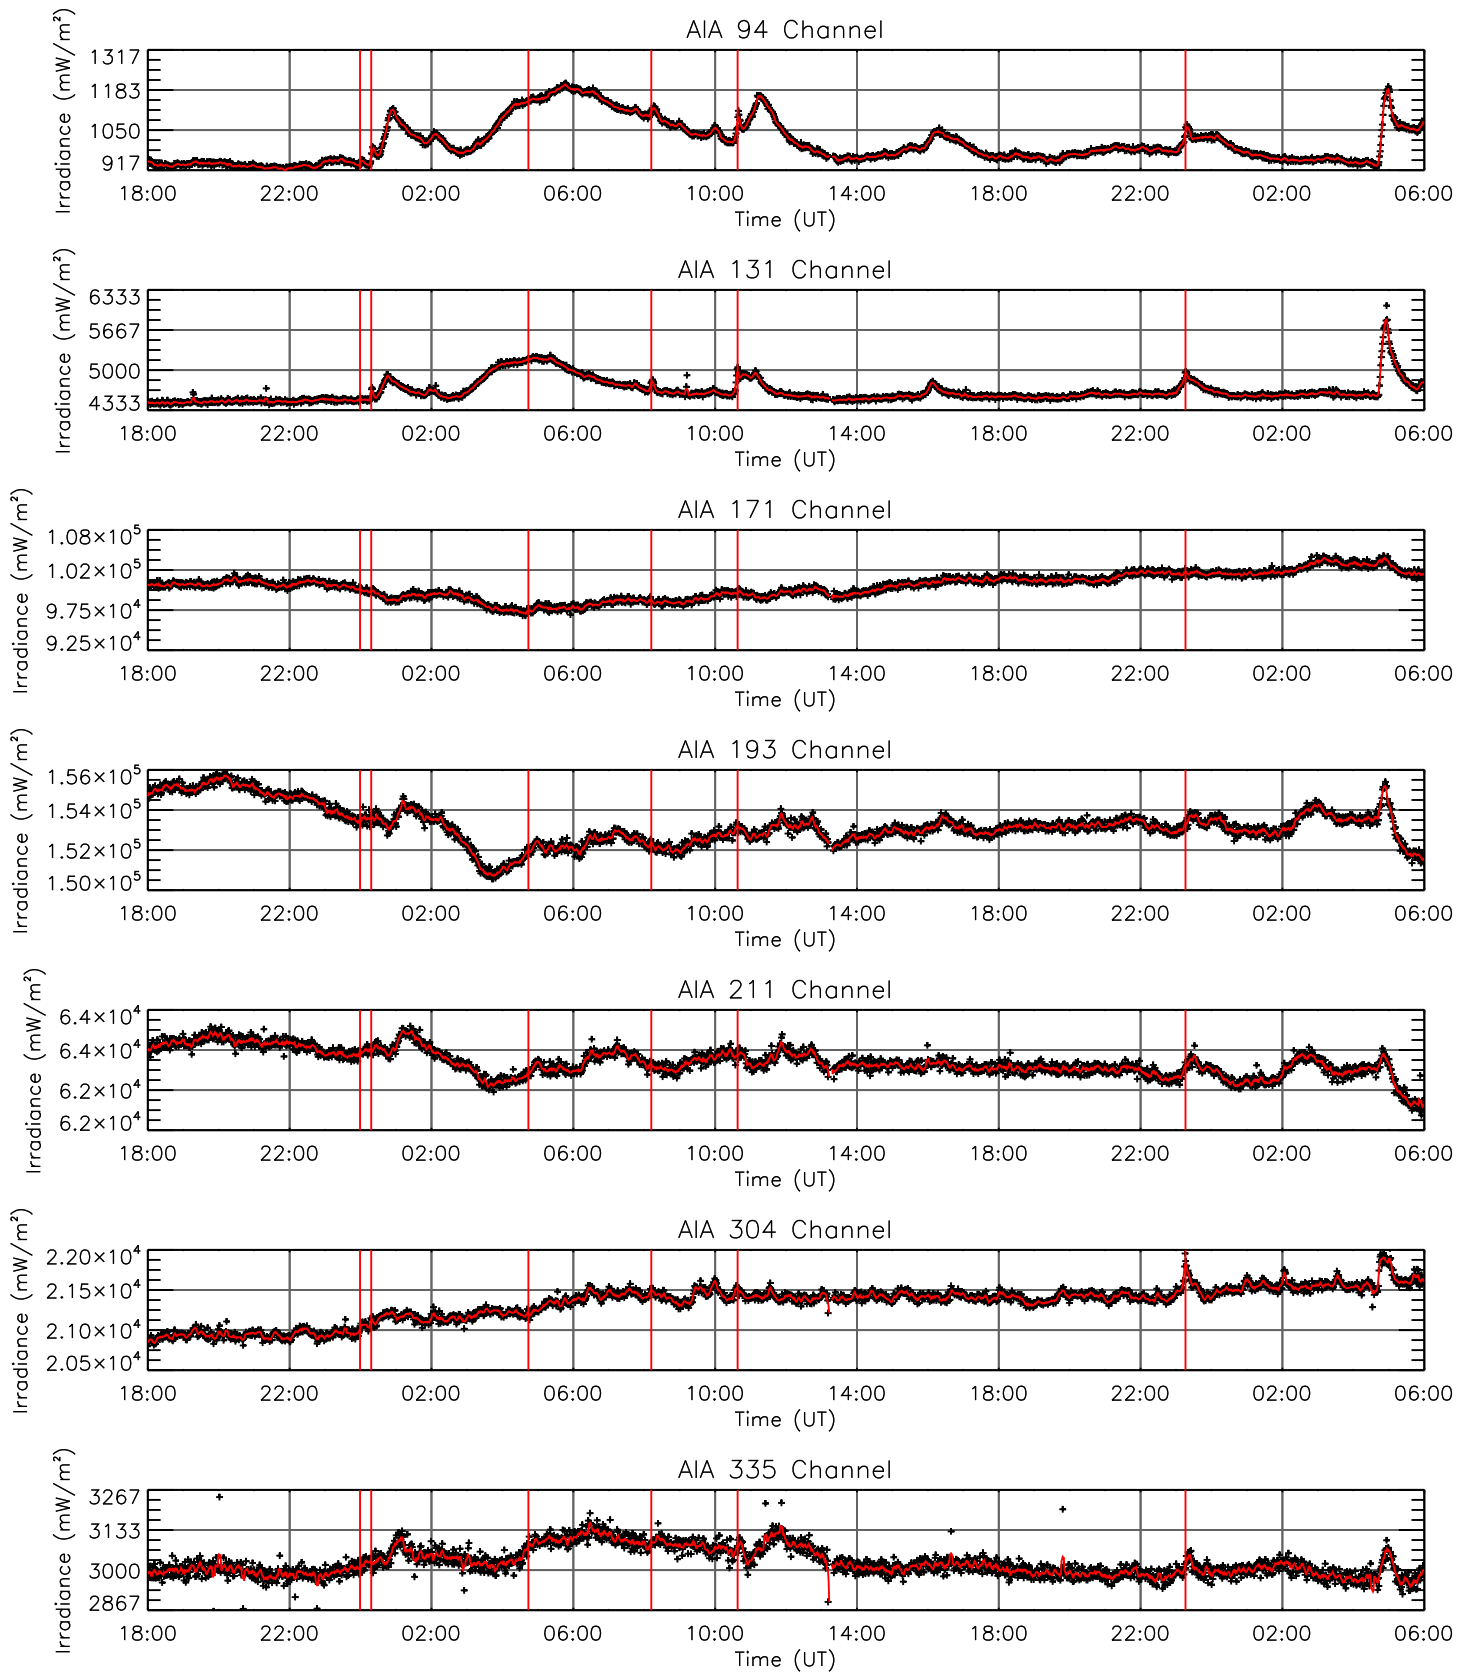 AIA 94 Channel
Irradiance (mW/m²)
1317
1183
1050
917
18:00 22:00 02:00 06:00 10:00 14:00 18:00 22:00 02:00 06:00
Time (UT)
AIA 131 Channel
Irradiance (mW/m²)
6333
5667
5000
4333
18:00 22:00 02:00 06:00 10:00 14:00 18:00 22:00 02:00 06:00
Time (UT)
AIA 171 Channel
Irradiance (mW/m²)
1.08×10⁵
1.02×10⁵
9.75×10⁴
9.25×10⁴
18:00 22:00 02:00 06:00 10:00 14:00 18:00 22:00 02:00 06:00
Time (UT)
AIA 193 Channel
Irradiance (mW/m²)
1.56×10⁵
1.54×10⁵
1.52×10⁵
1.50×10⁵
18:00 22:00 02:00 06:00 10:00 14:00 18:00 22:00 02:00 06:00
Time (UT)
AIA 211 Channel
Irradiance (mW/m²)
6.4×10⁴
6.4×10⁴
6.2×10⁴
6.2×10⁴
18:00 22:00 02:00 06:00 10:00 14:00 18:00 22:00 02:00 06:00
Time (UT)
AIA 304 Channel
Irradiance (mW/m²)
2.20×10⁴
2.15×10⁴
2.10×10⁴
2.05×10⁴
18:00 22:00 02:00 06:00 10:00 14:00 18:00 22:00 02:00 06:00
Time (UT)
AIA 335 Channel
Irradiance (mW/m²)
3267
3133
3000
2867
18:00 22:00 02:00 06:00 10:00 14:00 18:00 22:00 02:00 06:00
Time (UT)